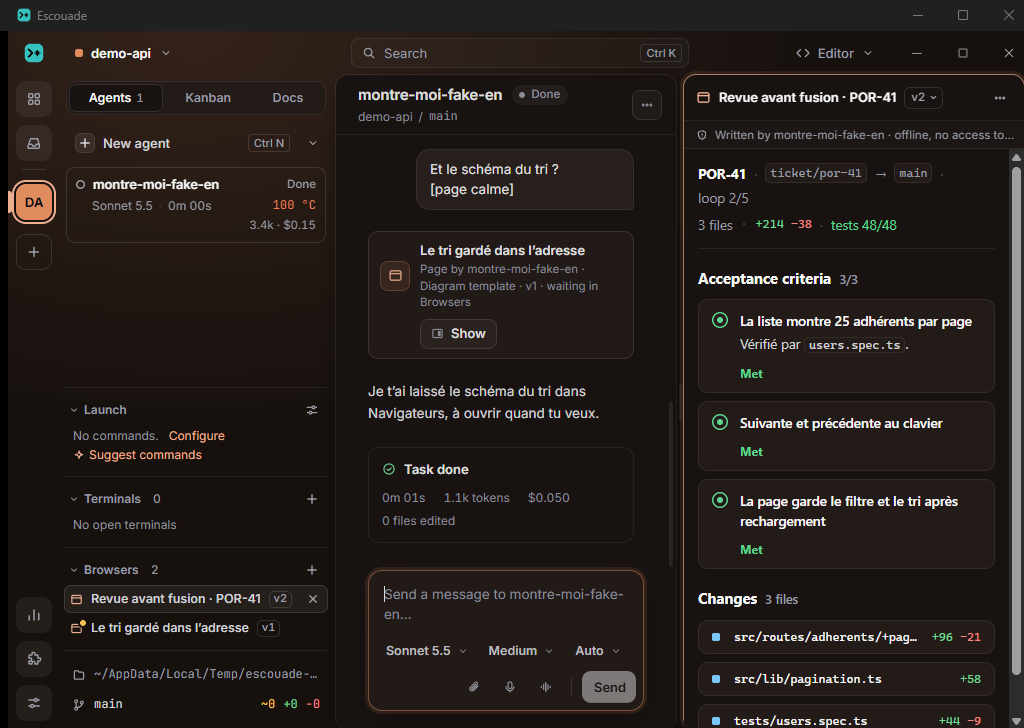 Escouade
demo-api
Search
Ctrl K
Editor
Agents 1
Kanban
Docs
New agent
Ctrl N
DA
montre-moi-fake-en
Done
Sonnet 5.5 · 0m 00s
100 °C
3.4k · $0.15
Launch
No commands. Configure
Suggest commands
Terminals 0
No open terminals
Browsers 2
Revue avant fusion · POR-41 v2
Le tri gardé dans l'adresse v1
~/AppData/Local/Temp/escouade-…
main
~0 +0 -0
montre-moi-fake-en
Done
demo-api / main
Et le schéma du tri ?
[page calme]
Le tri gardé dans l'adresse
Page by montre-moi-fake-en ·
Diagram template · v1 · waiting in
Browsers
Show
Je t'ai laissé le schéma du tri dans
Navigateurs, à ouvrir quand tu veux.
Task done
0m 01s 1.1k tokens $0.050
0 files edited
Send a message to montre-moi-fake-
en...
Sonnet 5.5
Medium
Auto
Send
Revue avant fusion · POR-41 v2
Written by montre-moi-fake-en · offline, no access to…
POR-41 · ticket/por-41 → main ·
loop 2/5
3 files · +214 −38 · tests 48/48
Acceptance criteria 3/3
La liste montre 25 adhérents par page
Vérifié par users.spec.ts.
Met
Suivante et précédente au clavier
Met
La page garde le filtre et le tri après
rechargement
Met
Changes 3 files
src/routes/adherents/+pag… +96 −21
src/lib/pagination.ts +58
tests/users.spec.ts +44 −9